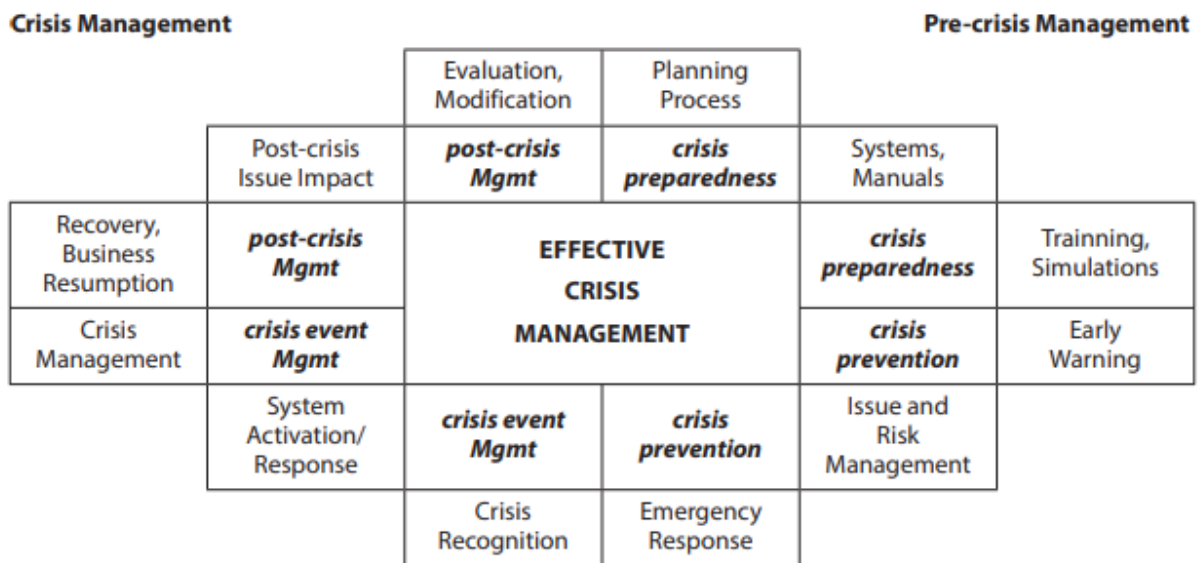 Crisis Management
Pre-crisis Management
Evaluation,
Modification
Planning
Process
Post-crisis
Issue Impact
post-crisis
Mgmt
crisis
preparedness
Systems,
Manuals
Recovery,
Business
Resumption
post-crisis
Mgmt
EFFECTIVE
CRISIS
MANAGEMENT
crisis
preparedness
Trainning,
Simulations
Crisis
Management
crisis event
Mgmt
crisis
prevention
Early
Warning
System
Activation/
Response
crisis event
Mgmt
crisis
prevention
Issue and
Risk
Management
Crisis
Recognition
Emergency
Response